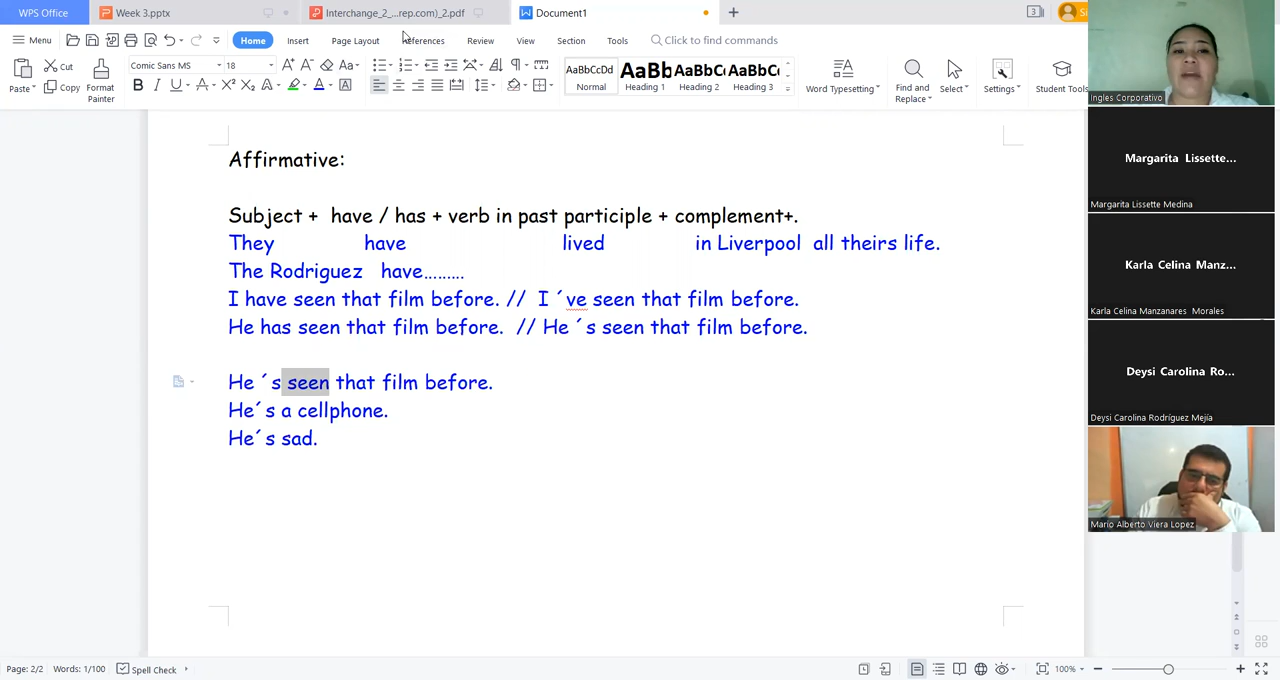 WPS Office
Week 3.pptx
Interchange_2_...rep.com)_2.pdf
Document1
Menu
Home
Insert
Page Layout
References
Review
View
Section
Tools
Click to find commands
Paste
Cut
Copy
Format Painter
Comic Sans MS
18
AaBbCcDd
Normal
AaBb
Heading 1
AaBbCc
Heading 2
AaBbCc
Heading 3
Word Typesetting
Find and Replace
Select
Settings
Student Tools
Affirmative:
Subject + have / has + verb in past participle + complement+.
They have lived in Liverpool all theirs life.
The Rodriguez have.........
I have seen that film before. // I ´ve seen that film before.
He has seen that film before. // He ´s seen that film before.
He ´s seen that film before.
He´s a cellphone.
He´s sad.
Ingles Corporativo
Margarita Lissette...
Margarita Lissette Medina
Karla Celina Manz...
Karla Celina Manzanares Morales
Deysi Carolina Ro...
Deysi Carolina Rodríguez Mejía
Mario Alberto Viera Lopez
Page: 2/2
Words: 1/100
Spell Check
100%